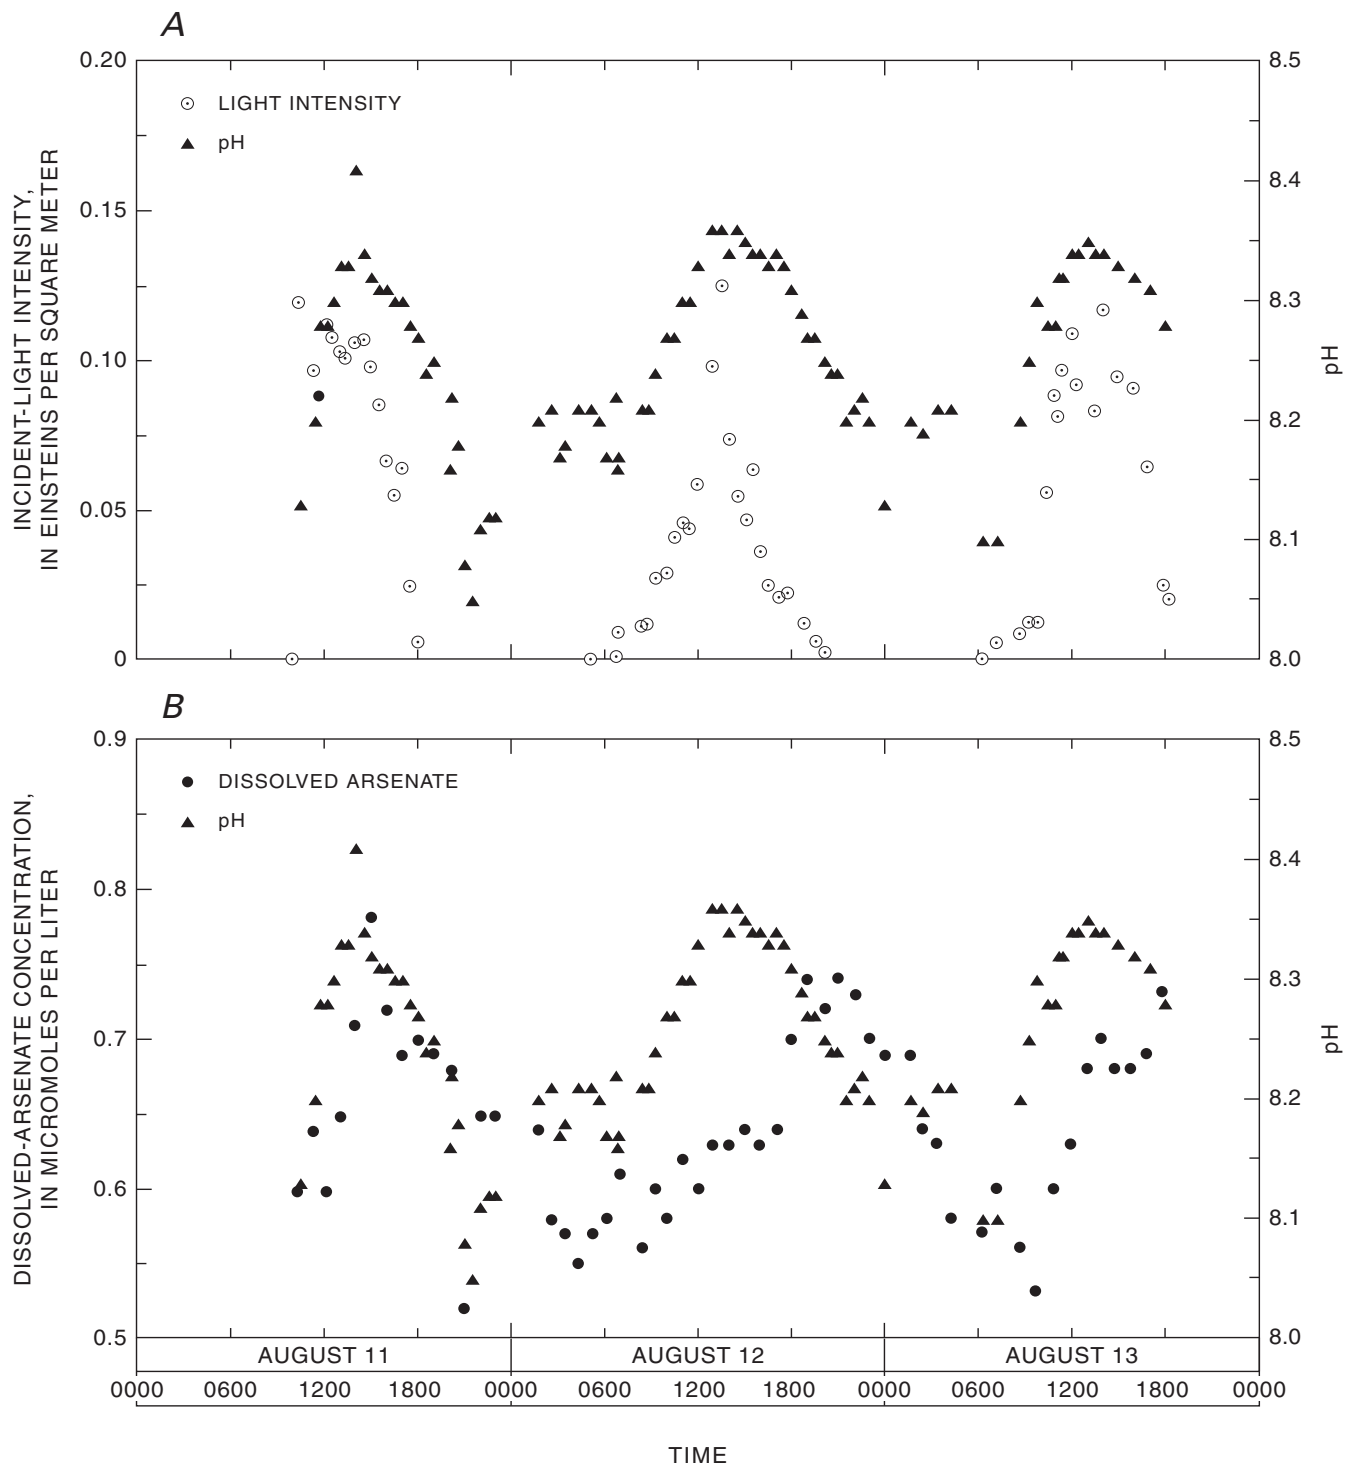 A
0.20
0.15
0.10
0.05
0
INCIDENT-LIGHT INTENSITY,
IN EINSTEINS PER SQUARE METER
LIGHT INTENSITY
pH
8.5
8.4
8.3
8.2
8.1
8.0
pH
B
0.9
0.8
0.7
0.6
0.5
DISSOLVED-ARSENATE CONCENTRATION,
IN MICROMOLES PER LITER
DISSOLVED ARSENATE
pH
8.5
8.4
8.3
8.2
8.1
8.0
pH
AUGUST 11 AUGUST 12 AUGUST 13
0000 0600 1200 1800 0000 0600 1200 1800 0000 0600 1200 1800 0000
TIME